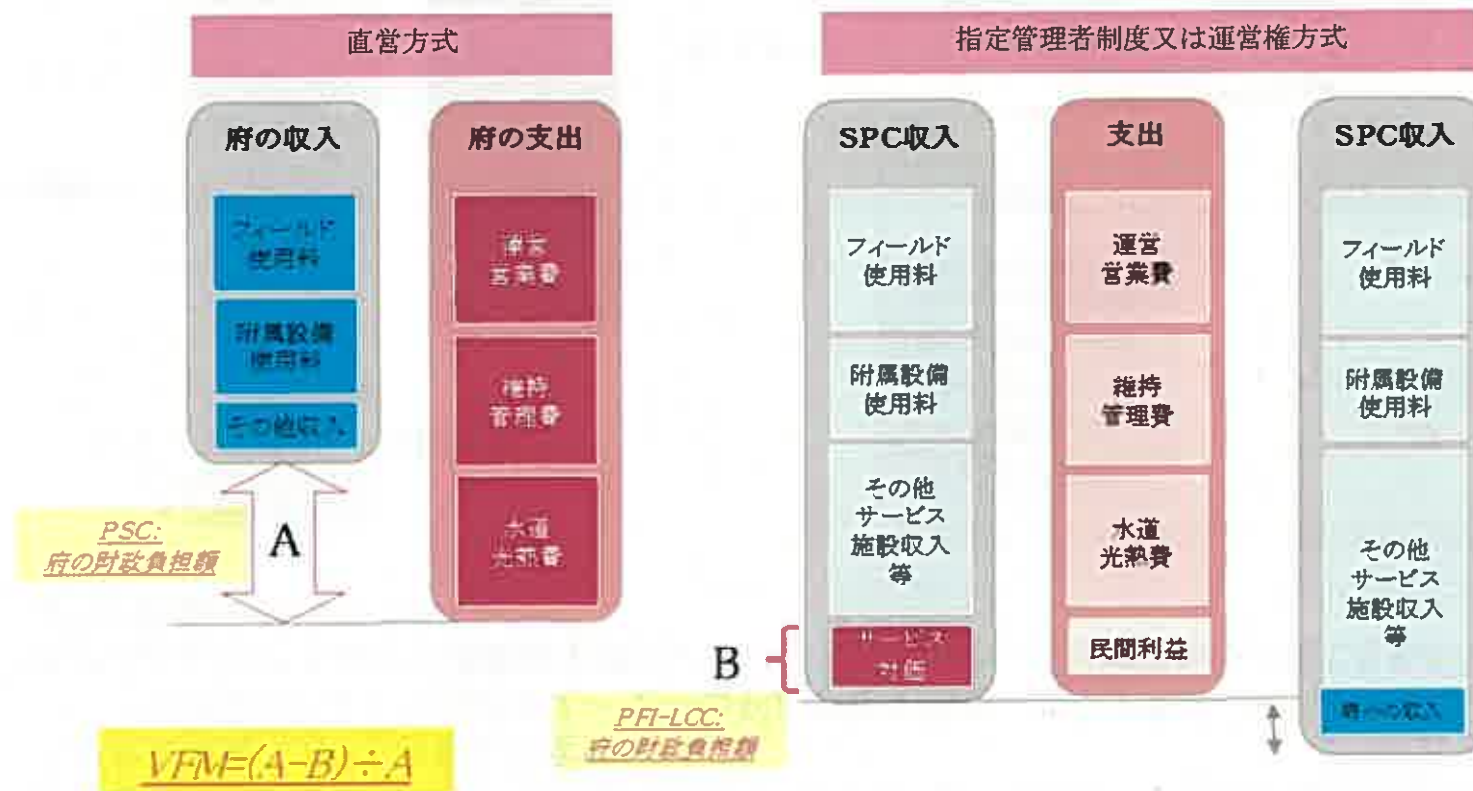 直営方式
府の収入
フィールド
使用料
附属設備
使用料
その他収入
府の支出
運営
営業費
維持
管理費
水道
光熱費
PSC:
府の財政負担額
A
VFM=(A-B)÷A
指定管理者制度又は運営権方式
SPC収入
フィールド
使用料
附属設備
使用料
その他
サービス
施設収入
等
サービス
対価
B
PFI-LCC:
府の財政負担額
支出
運営
営業費
維持
管理費
水道
光熱費
民間利益
SPC収入
フィールド
使用料
附属設備
使用料
その他
サービス
施設収入
等
府への収入